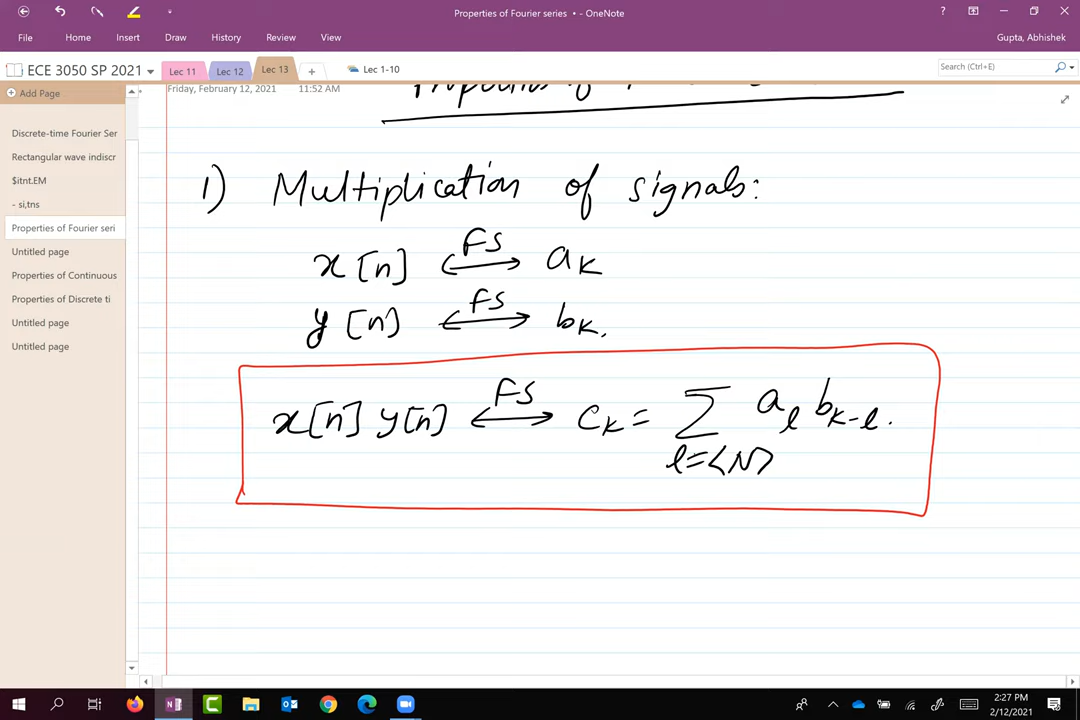 Properties of Fourier series • - OneNote
File Home Insert Draw History Review View Gupta, Abhishek
ECE 3050 SP 2021 Lec 11 Lec 12 Lec 13 + Lec 1-10 Search (Ctrl+E)
Add Page
Friday, February 12, 2021 11:52 AM
Discrete-time Fourier Ser
Rectangular wave indiscr
$itnt.EM
- si,tns
Properties of Fourier seri
Untitled page
Properties of Continuous
Properties of Discrete ti
Untitled page
Untitled page
Properties of
1) Multiplication of signals:
x[n] ⟷FS a_k
y[n] ⟷FS b_k.
x[n] y[n] ⟷FS c_k = ∑_{l=<N>} a_l b_{k-l}.
2:27 PM
2/12/2021